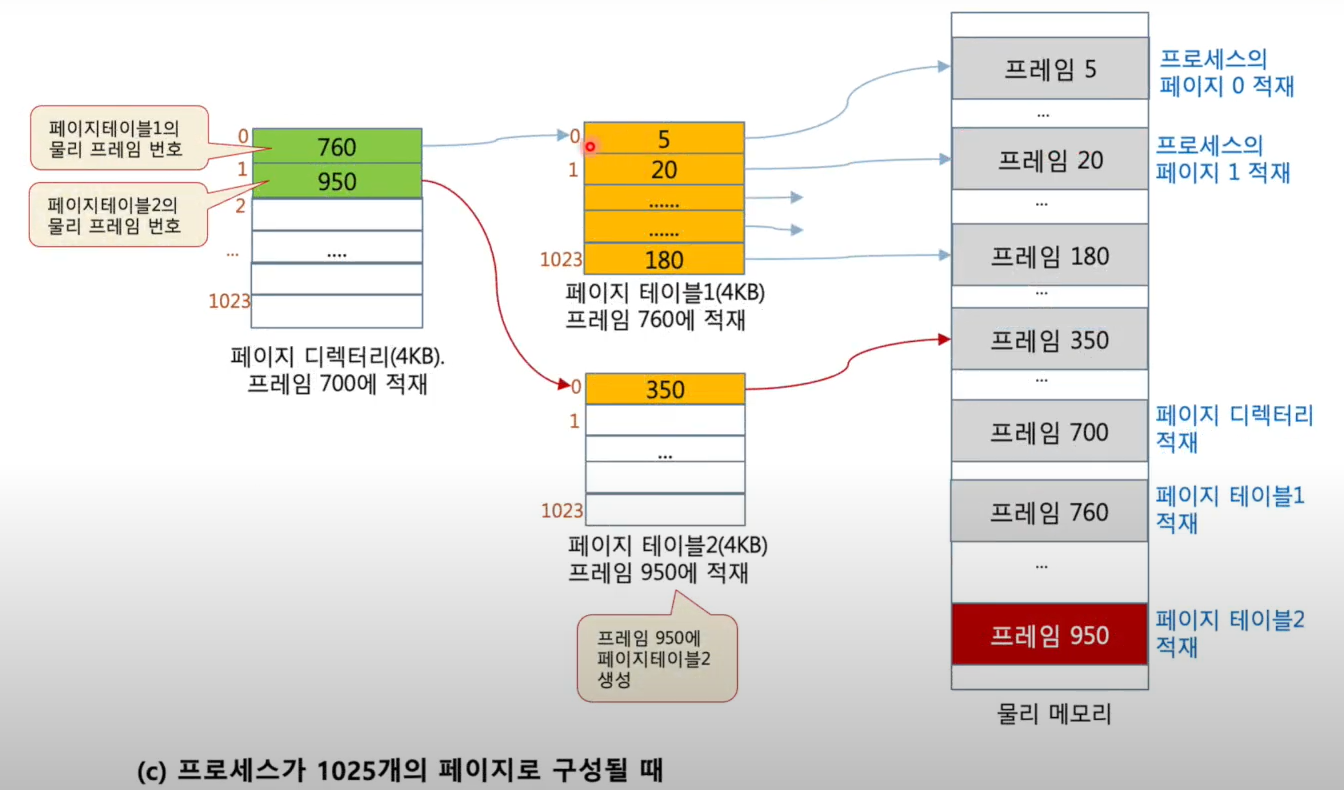 페이지테이블1의
물리 프레임 번호
페이지테이블2의
물리 프레임 번호
0
760
1
950
2
...
....
1023
페이지 디렉터리(4KB).
프레임 700에 적재
0
5
1
20
......
......
1023
180
페이지 테이블1(4KB)
프레임 760에 적재
0
350
1
...
1023
페이지 테이블2(4KB)
프레임 950에 적재
프레임 950에
페이지테이블2
생성
프레임 5
프로세스의
페이지 0 적재
...
프레임 20
프로세스의
페이지 1 적재
...
프레임 180
...
프레임 350
...
프레임 700
페이지 디렉터리
적재
프레임 760
페이지 테이블1
적재
...
프레임 950
페이지 테이블2
적재
물리 메모리
(c) 프로세스가 1025개의 페이지로 구성될 때